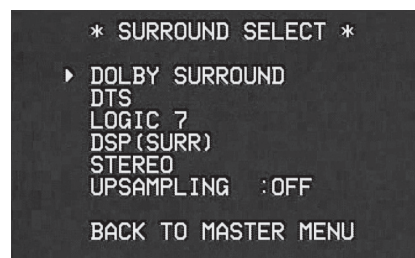 * SURROUND SELECT *
DOLBY SURROUND
DTS
LOGIC 7
DSP(SURR)
STEREO
UPSAMPLING :OFF
BACK TO MASTER MENU